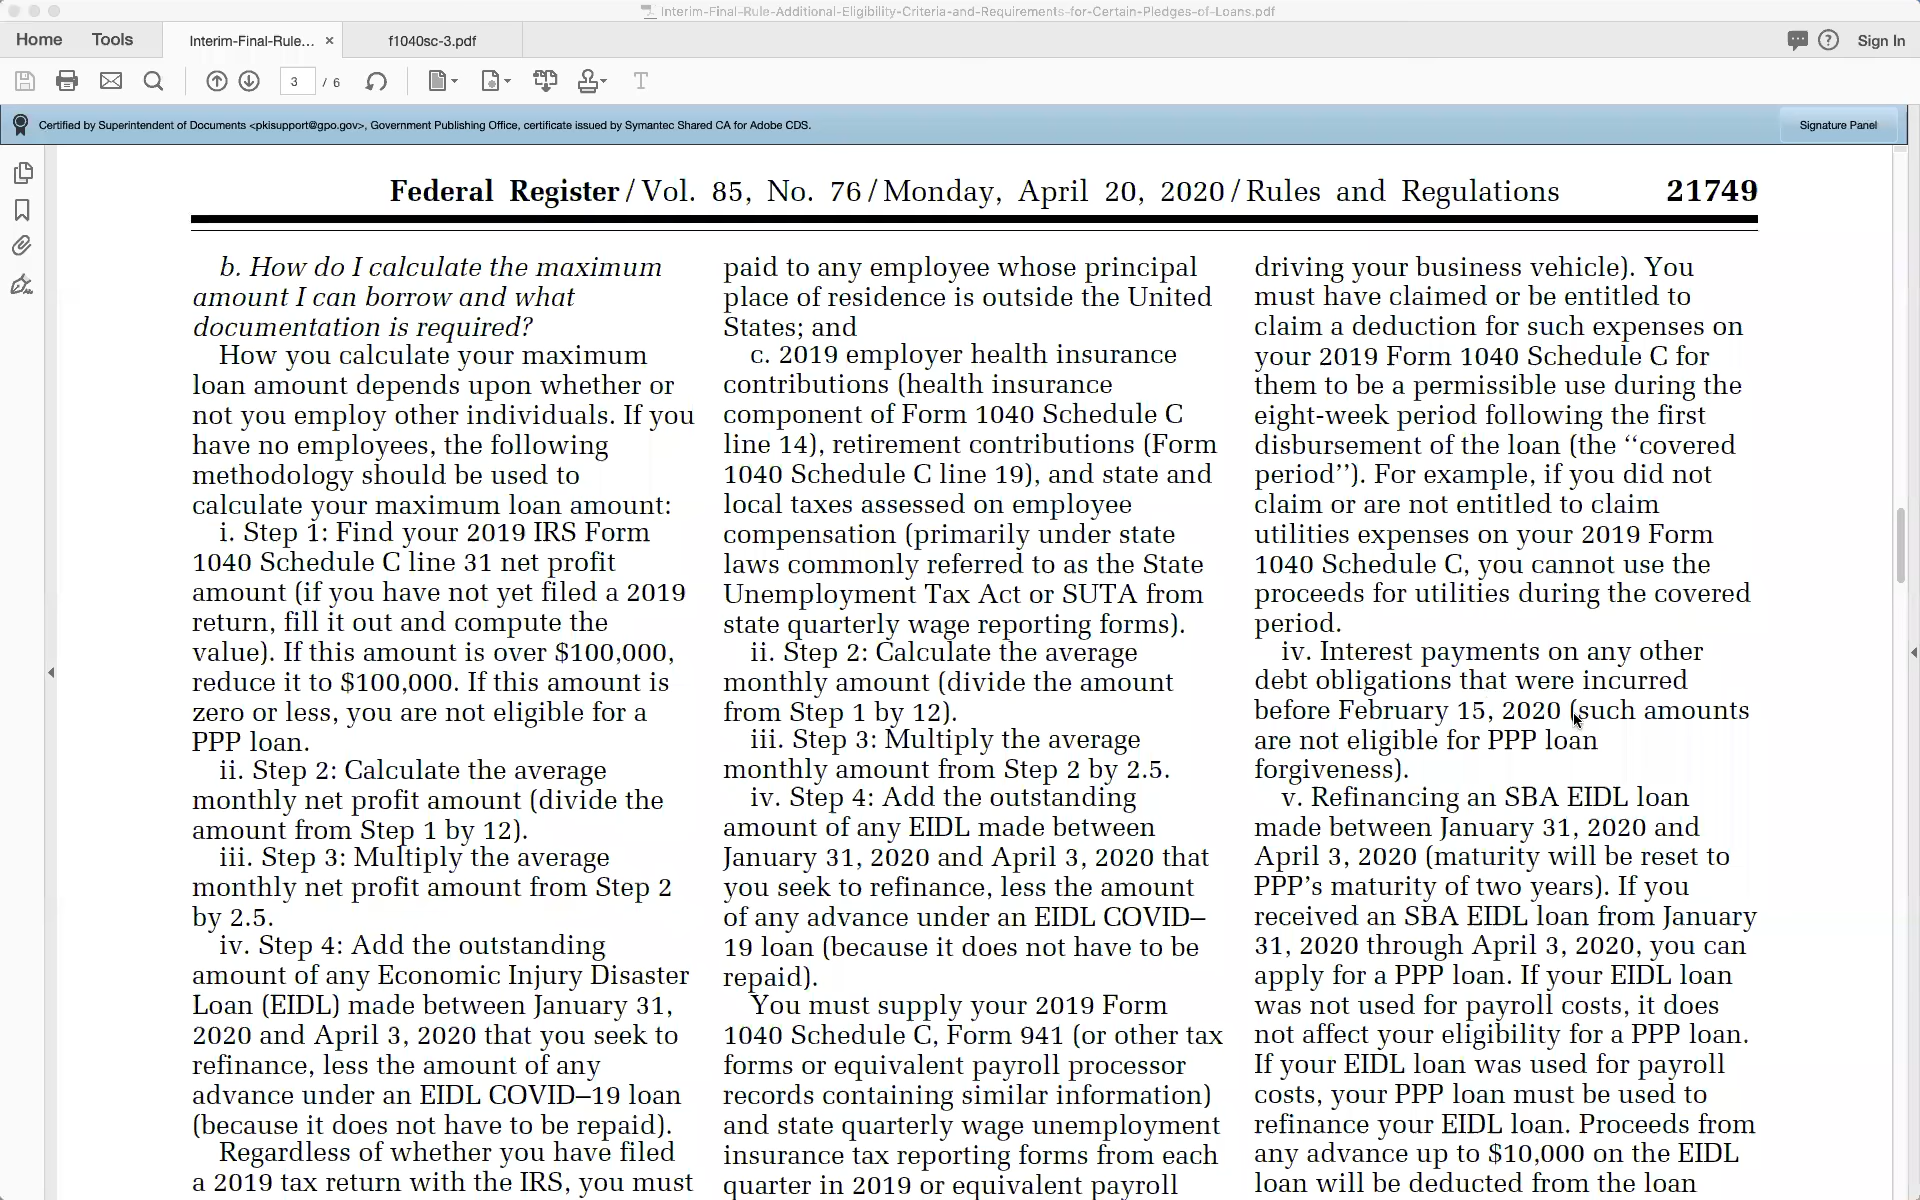 Interim-Final-Rule-Additional-Eligibility-Criteria-and-Requirements-for-Certain-Pledges-of-Loans.pdf
Home Tools Interim-Final-Rule... × f1040sc-3.pdf Sign In
3 / 6
Certified by Superintendent of Documents <pkisupport@gpo.gov>, Government Publishing Office, certificate issued by Symantec Shared CA for Adobe CDS.
Signature Panel
Federal Register / Vol. 85, No. 76 / Monday, April 20, 2020 / Rules and Regulations 21749
b. How do I calculate the maximum
amount I can borrow and what
documentation is required?
How you calculate your maximum
loan amount depends upon whether or
not you employ other individuals. If you
have no employees, the following
methodology should be used to
calculate your maximum loan amount:
i. Step 1: Find your 2019 IRS Form
1040 Schedule C line 31 net profit
amount (if you have not yet filed a 2019
return, fill it out and compute the
value). If this amount is over $100,000,
reduce it to $100,000. If this amount is
zero or less, you are not eligible for a
PPP loan.
ii. Step 2: Calculate the average
monthly net profit amount (divide the
amount from Step 1 by 12).
iii. Step 3: Multiply the average
monthly net profit amount from Step 2
by 2.5.
iv. Step 4: Add the outstanding
amount of any Economic Injury Disaster
Loan (EIDL) made between January 31,
2020 and April 3, 2020 that you seek to
refinance, less the amount of any
advance under an EIDL COVID–19 loan
(because it does not have to be repaid).
Regardless of whether you have filed
a 2019 tax return with the IRS, you must
paid to any employee whose principal
place of residence is outside the United
States; and
c. 2019 employer health insurance
contributions (health insurance
component of Form 1040 Schedule C
line 14), retirement contributions (Form
1040 Schedule C line 19), and state and
local taxes assessed on employee
compensation (primarily under state
laws commonly referred to as the State
Unemployment Tax Act or SUTA from
state quarterly wage reporting forms).
ii. Step 2: Calculate the average
monthly amount (divide the amount
from Step 1 by 12).
iii. Step 3: Multiply the average
monthly amount from Step 2 by 2.5.
iv. Step 4: Add the outstanding
amount of any EIDL made between
January 31, 2020 and April 3, 2020 that
you seek to refinance, less the amount
of any advance under an EIDL COVID–
19 loan (because it does not have to be
repaid).
You must supply your 2019 Form
1040 Schedule C, Form 941 (or other tax
forms or equivalent payroll processor
records containing similar information)
and state quarterly wage unemployment
insurance tax reporting forms from each
quarter in 2019 or equivalent payroll
driving your business vehicle). You
must have claimed or be entitled to
claim a deduction for such expenses on
your 2019 Form 1040 Schedule C for
them to be a permissible use during the
eight-week period following the first
disbursement of the loan (the ‘‘covered
period’’). For example, if you did not
claim or are not entitled to claim
utilities expenses on your 2019 Form
1040 Schedule C, you cannot use the
proceeds for utilities during the covered
period.
iv. Interest payments on any other
debt obligations that were incurred
before February 15, 2020 (such amounts
are not eligible for PPP loan
forgiveness).
v. Refinancing an SBA EIDL loan
made between January 31, 2020 and
April 3, 2020 (maturity will be reset to
PPP’s maturity of two years). If you
received an SBA EIDL loan from January
31, 2020 through April 3, 2020, you can
apply for a PPP loan. If your EIDL loan
was not used for payroll costs, it does
not affect your eligibility for a PPP loan.
If your EIDL loan was used for payroll
costs, your PPP loan must be used to
refinance your EIDL loan. Proceeds from
any advance up to $10,000 on the EIDL
loan will be deducted from the loan